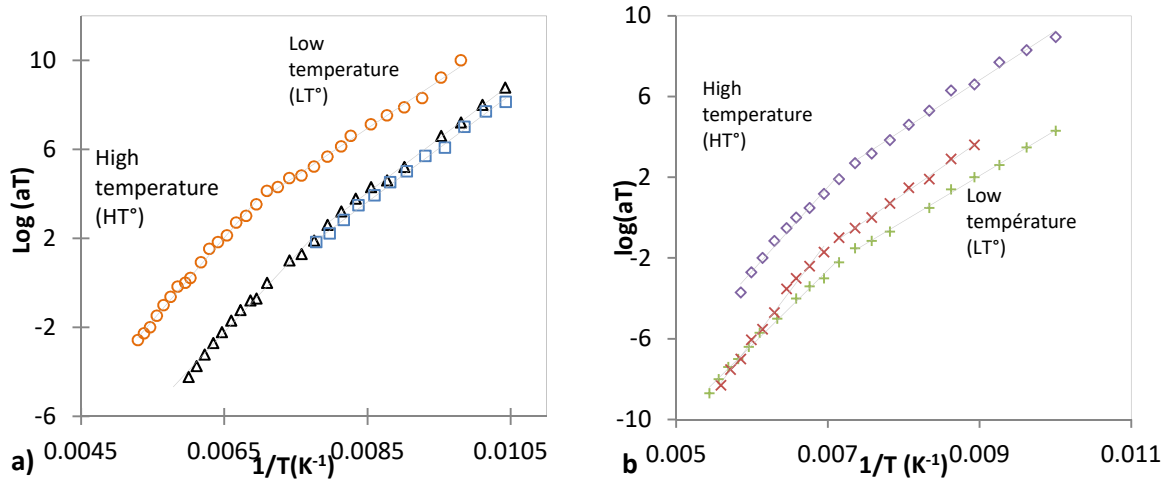 Log (aT)
10
6
2
-2
-6
0.0045
0.0065
0.0085
0.0105
1/T(K-1)
a)
Low
temperature
(LT°)
High
temperature
(HT°)
log(aT)
10
6
2
-2
-6
-10
0.005
0.007
0.009
0.011
1/T (K-1)
b
High
temperature
(HT°)
Low
température
(LT°)